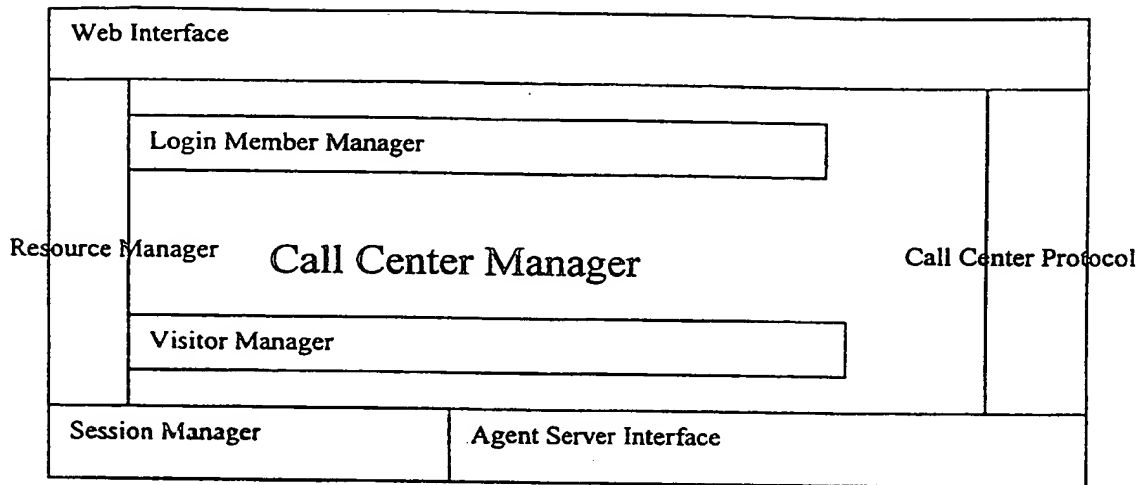 Web Interface
Login Member Manager
Resource Manager
Call Center Manager
Call Center Protocol
Visitor Manager
Session Manager
Agent Server Interface